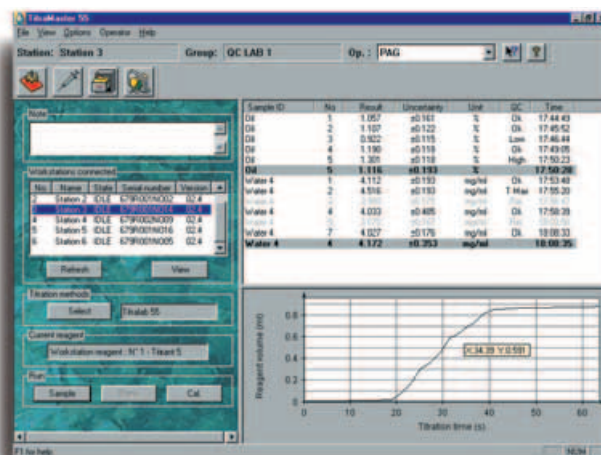 TitraMaster 55
File View Options Operator Help
Station: Station 3 Group: QC LAB 1 Op. : PAG
Note
Workstations connected
No. Name State Serial number Version
2 Station 2 IDLE 679R001N002 02.4
4 Station 4 IDLE 02.4
5 Station 5 IDLE 679R001N016 02.4
6 Station 6 IDLE 679R001N005 02.4
Refresh View
Titration methods
Select Titralab 55
Current reagent
Workstation reagent : N° 1 - Titrant 5
Run
Sample Cal.
F1 for help
Sample ID No Result Uncertainty Unit QC Time
Oil 1 1.057 ±0.161 % Ok 17:44:49
Oil 2 1.107 ±0.122 % Ok 17:45:52
Oil 3 0.922 ±0.115 % Low 17:46:44
Oil 4 1.190 ±0.119 % Ok 17:49:05
Oil 5 1.301 ±0.118 % High 17:50:23
Oil 5 1.116 ±0.193 % 17:50:28
Water 4 1 4.112 ±0.193 mg/ml Ok 17:53:40
Water 4 2 4.516 ±0.193 mg/ml T Max 17:55:20
Water 4 4 4.033 ±0.485 mg/ml Ok 17:58:39
Water 4 7 4.027 ±0.176 mg/ml Ok 18:08:33
Water 4 4 4.172 ±0.353 mg/ml 18:08:35
Reagent volume (ml)
0.8
0.6
0.4
0.2
0
X:34.39 Y:0.591
0 10 20 30 40 50 60
Titration time (s)
NUM